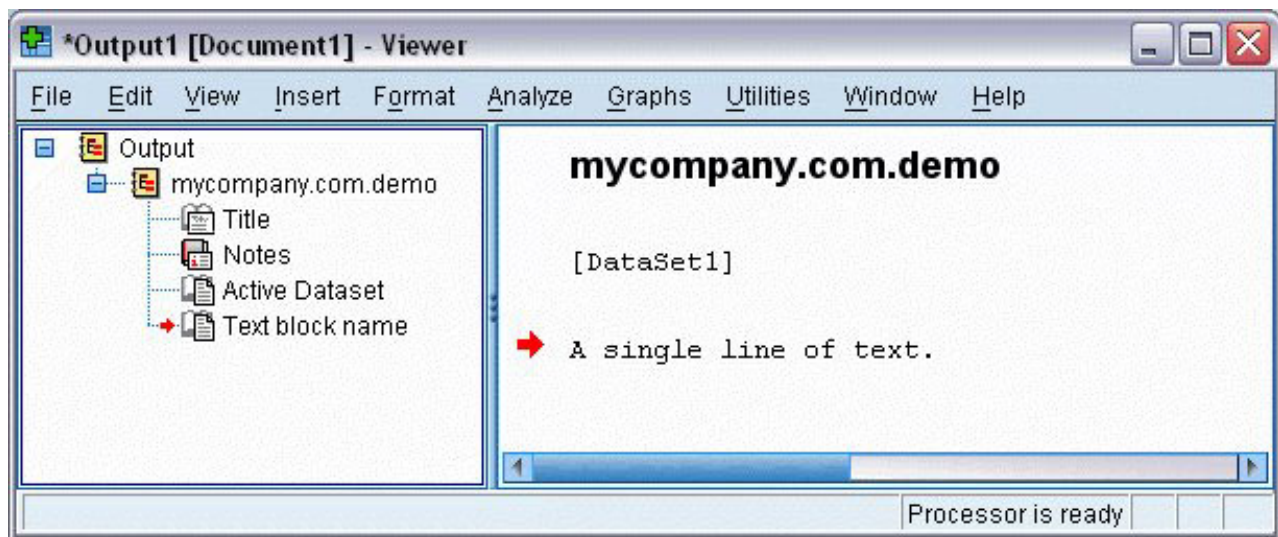 *Output1 [Document1] - Viewer
File Edit View Insert Format Analyze Graphs Utilities Window Help
Output
mycompany.com.demo
Title
Notes
Active Dataset
Text block name
mycompany.com.demo
[DataSet1]
A single line of text.
Processor is ready